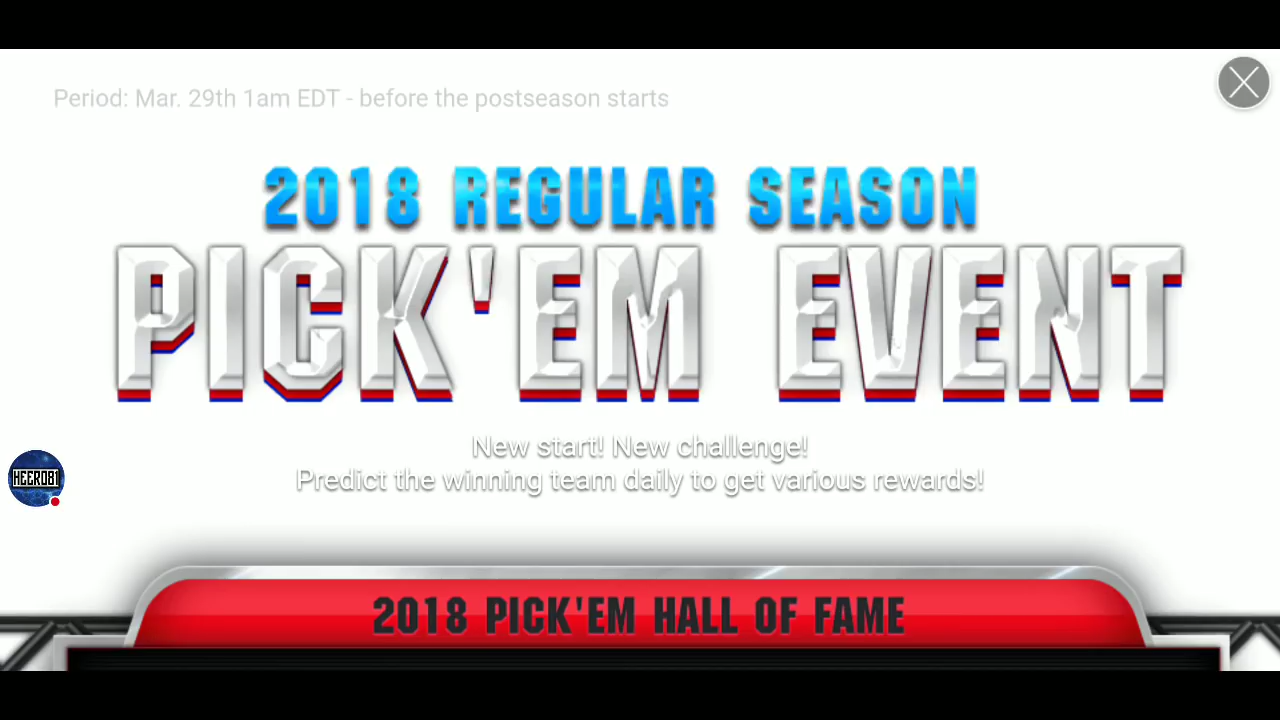 Period: Mar. 29th 1am EDT - before the postseason starts
2018 REGULAR SEASON
PICK'EM EVENT
New start! New challenge!
HEERO81
Predict the winning team daily to get various rewards!
2018 PICK'EM HALL OF FAME